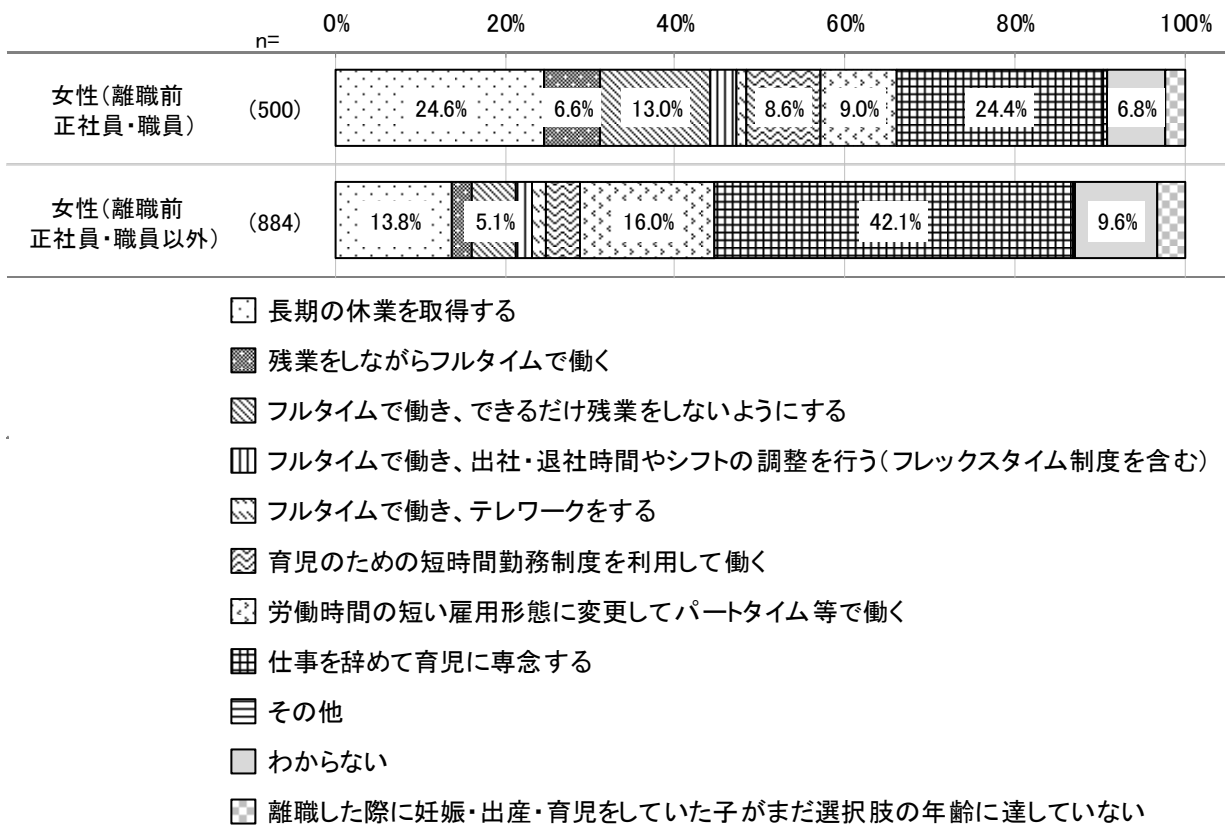 0% 20% 40% 60% 80% 100%
n=
女性(離職前
正社員・職員) (500) 24.6% 6.6% 13.0% 8.6% 9.0% 24.4% 6.8%
女性(離職前
正社員・職員以外) (884) 13.8% 5.1% 16.0% 42.1% 9.6%
長期の休業を取得する
残業をしながらフルタイムで働く
フルタイムで働き、できるだけ残業をしないようにする
フルタイムで働き、出社・退社時間やシフトの調整を行う(フレックスタイム制度を含む)
フルタイムで働き、テレワークをする
育児のための短時間勤務制度を利用して働く
労働時間の短い雇用形態に変更してパートタイム等で働く
仕事を辞めて育児に専念する
その他
わからない
離職した際に妊娠・出産・育児をしていた子がまだ選択肢の年齢に達していない